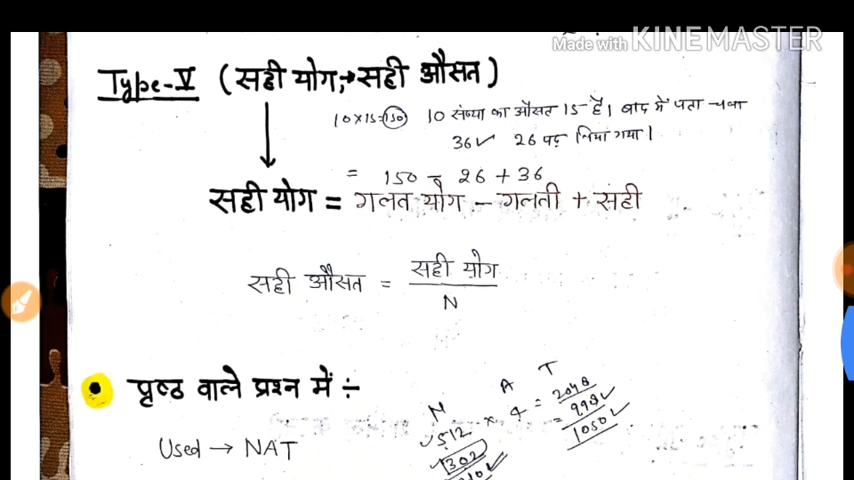 Made with KINEMASTER
Type-V (सही योग, → सही औसत)
10×15=150 10 संख्या का औसत 15 है। बाद में पता चला
36✓ 26 पढ़ लिया गया।
= 150 - 26 + 36
सही योग = गलत योग - गलती + सही
सही औसत = सही योग / N
• पृष्ठ वाले प्रश्न में ÷
N A T
✓512 × 4 = 2048
✓302 = 998✓
1050✓
Used → NAT